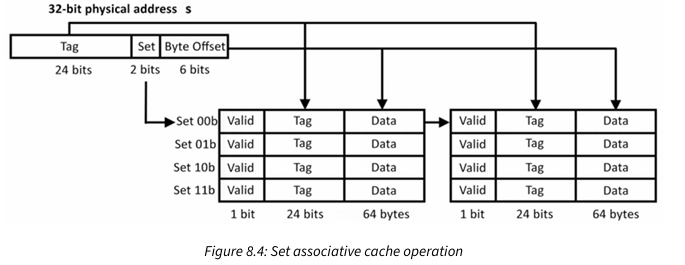 32-bit physical address s
Tag Set Byte Offset
24 bits 2 bits 6 bits
Set 00b Valid Tag Data Valid Tag Data
Set 01b Valid Tag Data Valid Tag Data
Set 10b Valid Tag Data Valid Tag Data
Set 11b Valid Tag Data Valid Tag Data
1 bit 24 bits 64 bytes 1 bit 24 bits 64 bytes
Figure 8.4: Set associative cache operation